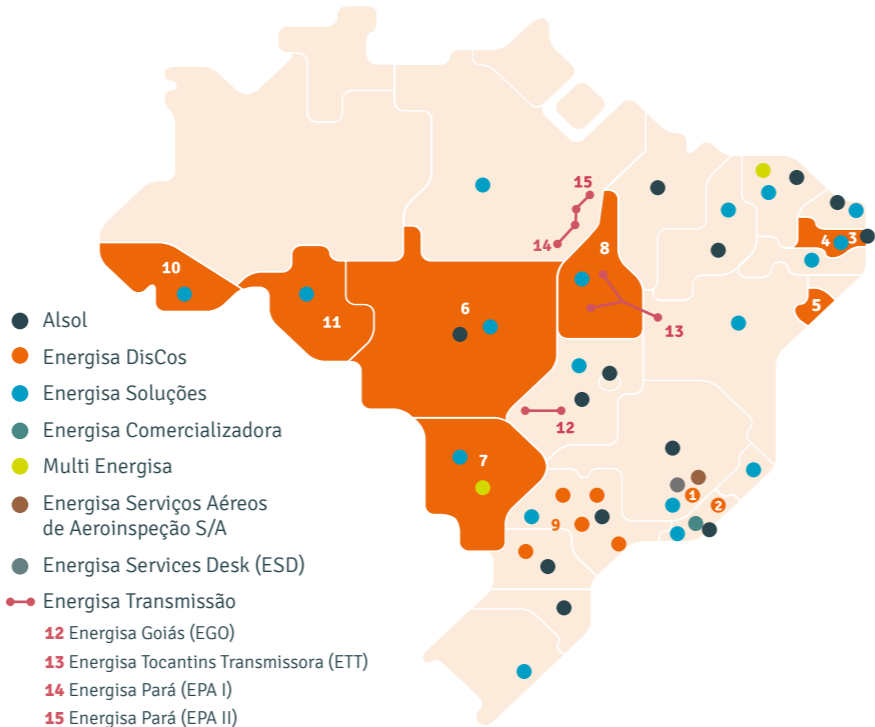 15
14
8
4
3
10
5
6
11
13
12
7
1
2
9
Alsol
Energisa DisCos
Energisa Soluções
Energisa Comercializadora
Multi Energisa
Energisa Serviços Aéreos
de Aeroinspeção S/A
Energisa Services Desk (ESD)
Energisa Transmissão
12 Energisa Goiás (EGO)
13 Energisa Tocantins Transmissora (ETT)
14 Energisa Pará (EPA I)
15 Energisa Pará (EPA II)